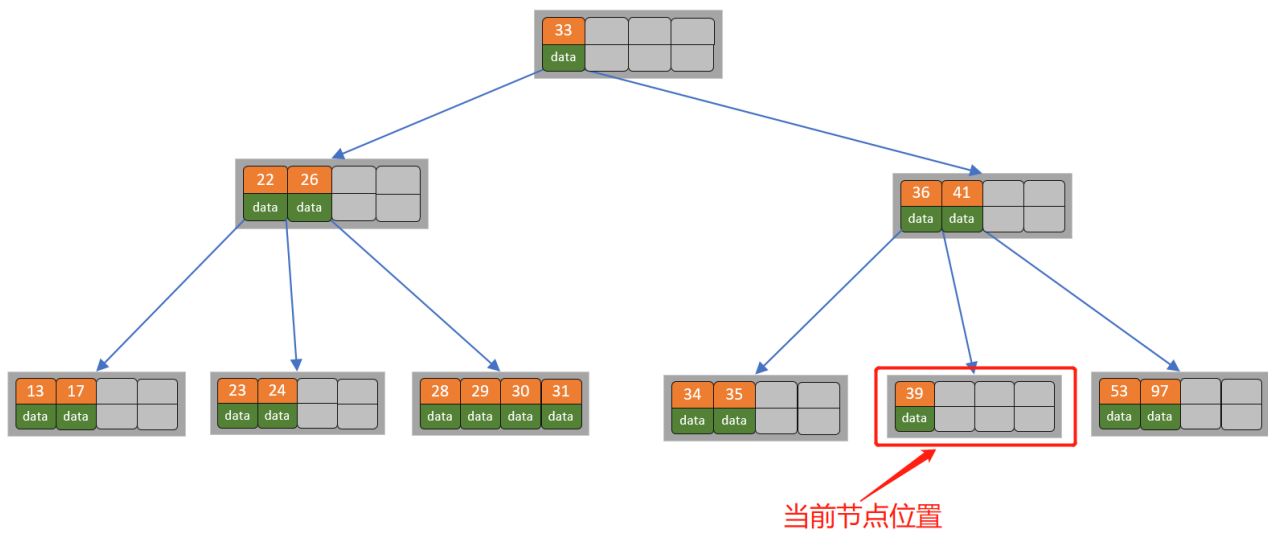 33
data
22 26
data data
36 41
data data
13 17
data data
23 24
data data
28 29 30 31
data data data data
34 35
data data
39
data
53 97
data data
当前节点位置